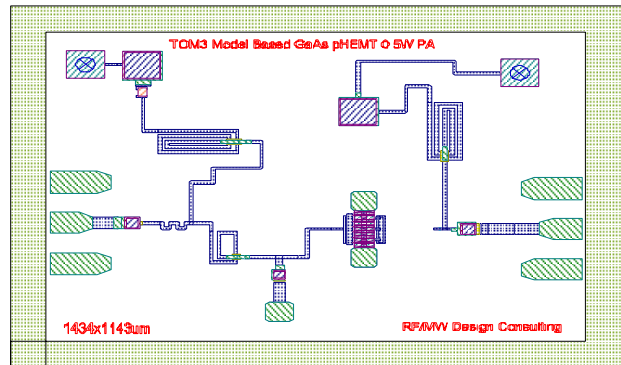 TOM3 Model Based GaAs pHEMT 0 5W PA
1434x1143um
RF/MW Design Consulting